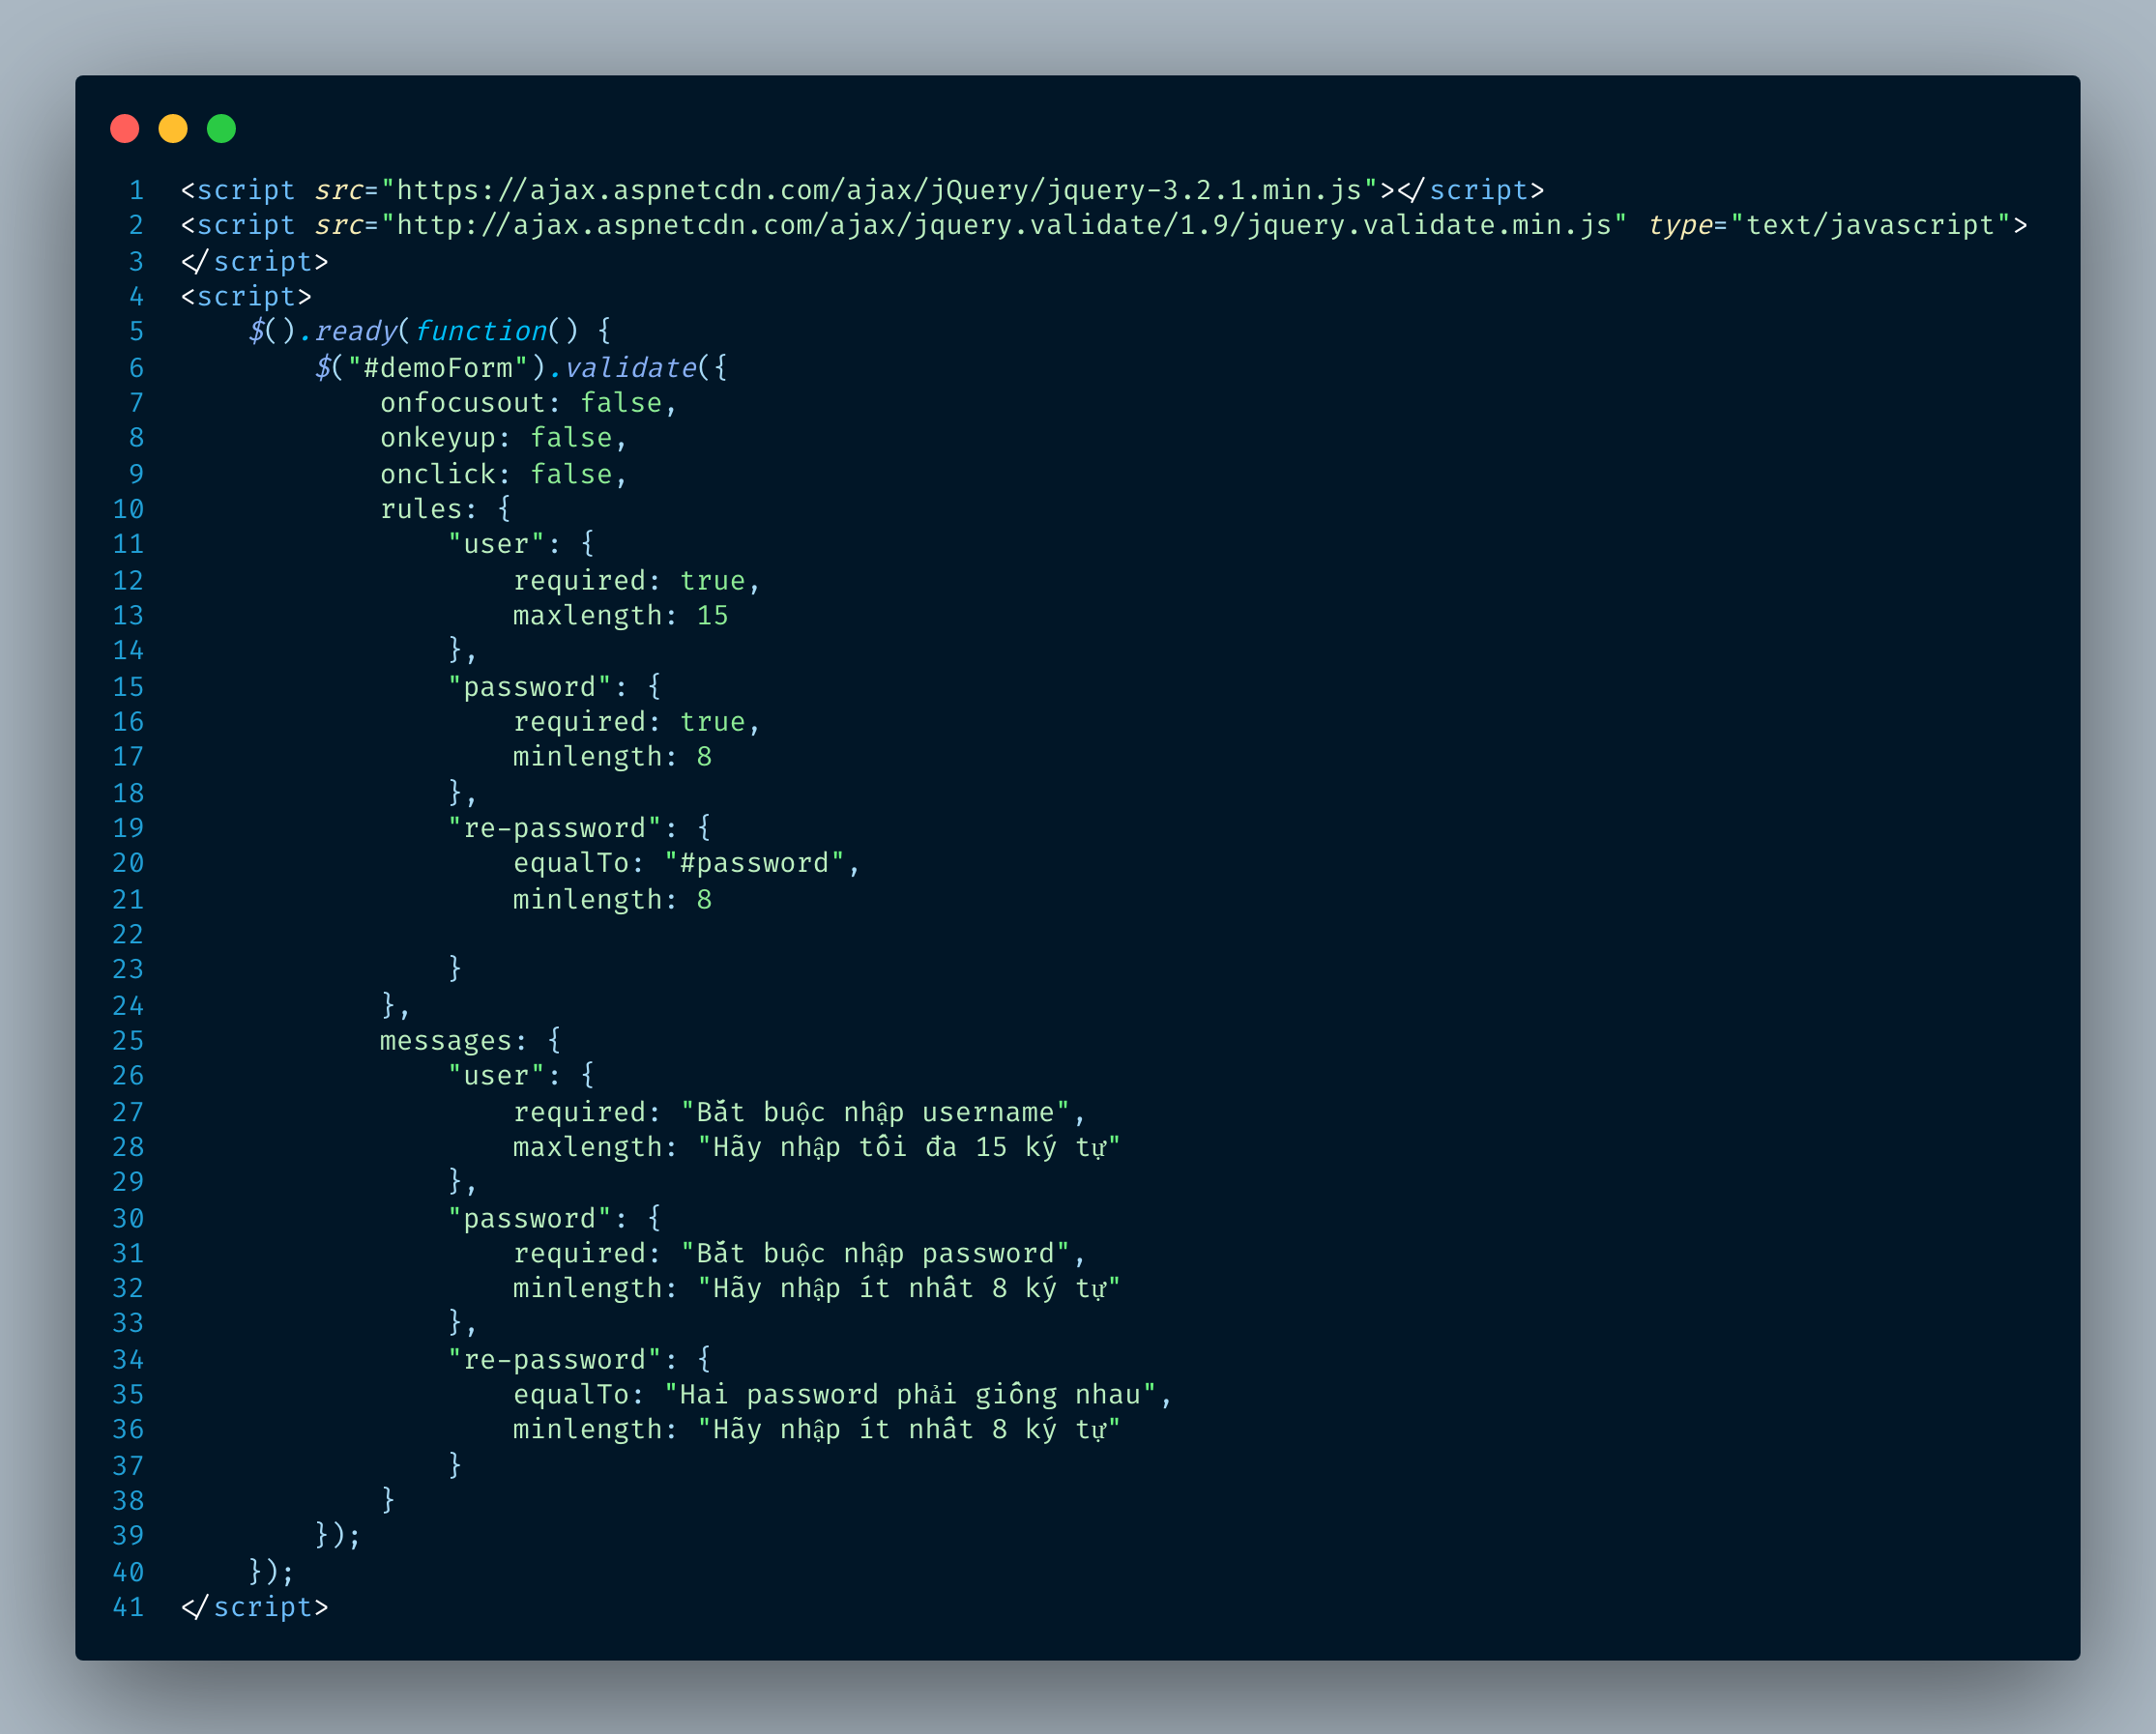 1 <script src="https://ajax.aspnetcdn.com/ajax/jQuery/jquery-3.2.1.min.js"></script>
2 <script src="http://ajax.aspnetcdn.com/ajax/jquery.validate/1.9/jquery.validate.min.js" type="text/javascript">
3 </script>
4 <script>
5     $().ready(function() {
6         $("#demoForm").validate({
7             onfocusout: false,
8             onkeyup: false,
9             onclick: false,
10             rules: {
11                 "user": {
12                     required: true,
13                     maxlength: 15
14                 },
15                 "password": {
16                     required: true,
17                     minlength: 8
18                 },
19                 "re-password": {
20                     equalTo: "#password",
21                     minlength: 8
22
23                 }
24             },
25             messages: {
26                 "user": {
27                     required: "Bắt buộc nhập username",
28                     maxlength: "Hãy nhập tối đa 15 ký tự"
29                 },
30                 "password": {
31                     required: "Bắt buộc nhập password",
32                     minlength: "Hãy nhập ít nhất 8 ký tự"
33                 },
34                 "re-password": {
35                     equalTo: "Hai password phải giống nhau",
36                     minlength: "Hãy nhập ít nhất 8 ký tự"
37                 }
38             }
39         });
40     });
41 </script>